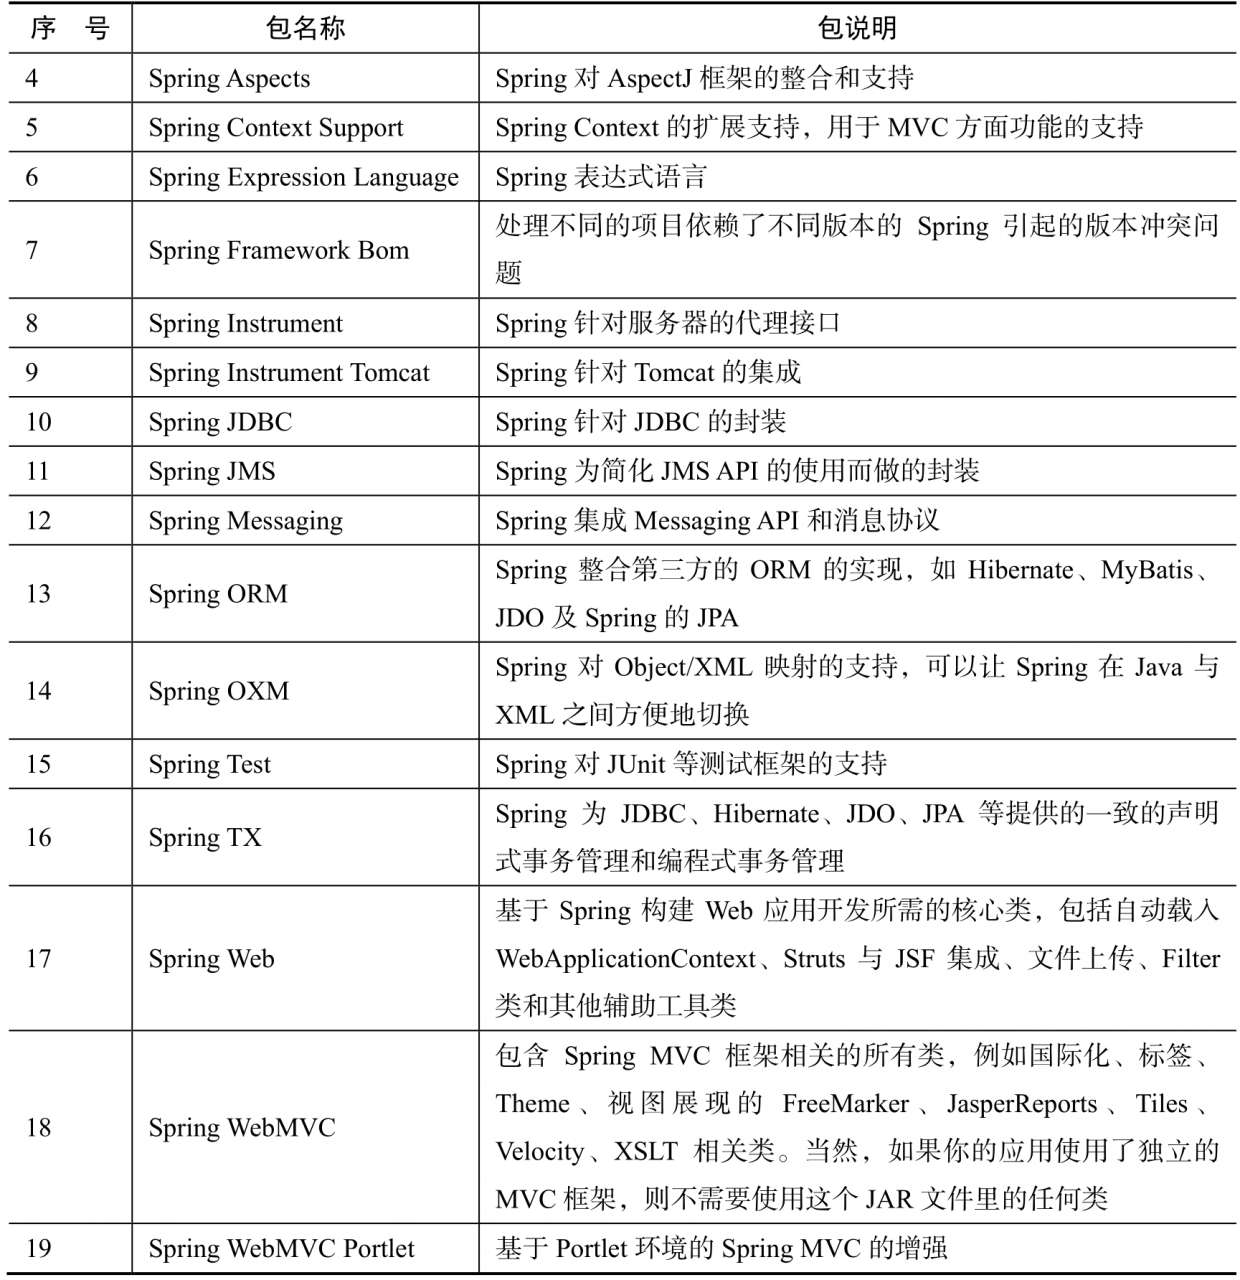 序 号 包名称 包说明
4 Spring Aspects Spring 对 AspectJ 框架的整合和支持
5 Spring Context Support Spring Context 的扩展支持，用于 MVC 方面功能的支持
6 Spring Expression Language Spring 表达式语言
7 Spring Framework Bom 处理不同的项目依赖了不同版本的 Spring 引起的版本冲突问
题
8 Spring Instrument Spring 针对服务器的代理接口
9 Spring Instrument Tomcat Spring 针对 Tomcat 的集成
10 Spring JDBC Spring 针对 JDBC 的封装
11 Spring JMS Spring 为简化 JMS API 的使用而做的封装
12 Spring Messaging Spring 集成 Messaging API 和消息协议
13 Spring ORM Spring 整合第三方的 ORM 的实现，如 Hibernate、MyBatis、
JDO 及 Spring 的 JPA
14 Spring OXM Spring 对 Object/XML 映射的支持，可以让 Spring 在 Java 与
XML 之间方便地切换
15 Spring Test Spring 对 JUnit 等测试框架的支持
16 Spring TX Spring 为 JDBC、Hibernate、JDO、JPA 等提供的一致的声明
式事务管理和编程式事务管理
17 Spring Web 基于 Spring 构建 Web 应用开发所需的核心类，包括自动载入
WebApplicationContext、Struts 与 JSF 集成、文件上传、Filter
类和其他辅助工具类
18 Spring WebMVC 包含 Spring MVC 框架相关的所有类，例如国际化、标签、
Theme、视图展现的 FreeMarker、JasperReports、Tiles、
Velocity、XSLT 相关类。当然，如果你的应用使用了独立的
MVC 框架，则不需要使用这个 JAR 文件里的任何类
19 Spring WebMVC Portlet 基于 Portlet 环境的 Spring MVC 的增强